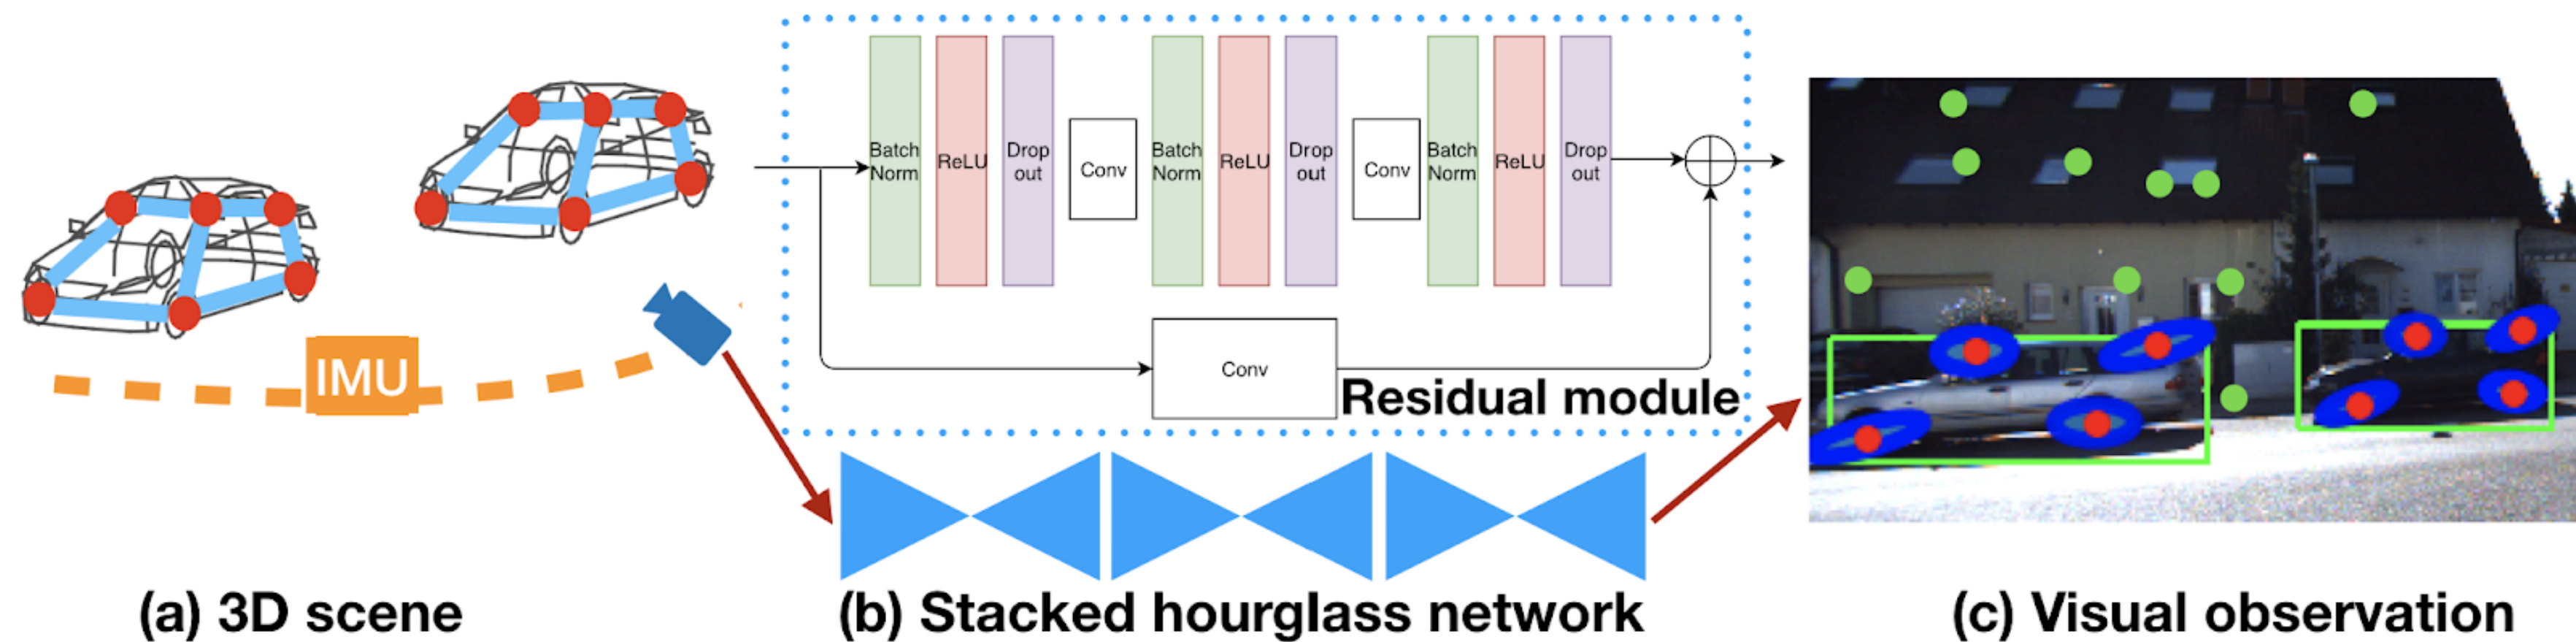 Batch
Norm
ReLU
Drop
out
Conv
Batch
Norm
ReLU
Drop
out
Conv
Batch
Norm
ReLU
Drop
out
IMU
Conv
Residual module
(a) 3D scene
(b) Stacked hourglass network
(c) Visual observation